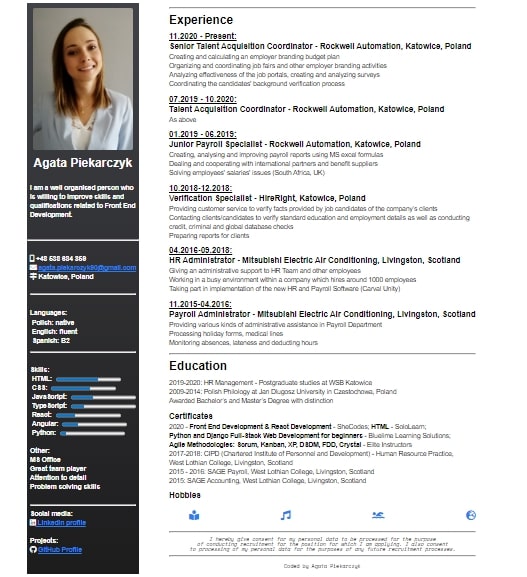 Agata Piekarczyk
I am a well organised person who
is willing to improve skills and
qualifications related to Front End
Development.
+48 538 684 359
agata.piekarczyk90@gmail.com
Katowice, Poland
Languages:
Polish: native
English: fluent
Spanish: B2
Skills:
HTML:
CSS:
Java Script:
Type Script:
React:
Angular:
Python:
Other:
MS Office
Great team player
Attention to detail
Problem solving skills
Social media:
LinkedIn profile
Projects:
GitHub Profile
Experience
11.2020 - Present:
Senior Talent Acquisition Coordinator - Rockwell Automation, Katowice, Poland
Creating and calculating an employer branding budget plan
Organizing and coordinating job fairs and other employer branding activities
Analyzing effectiveness of the job portals, creating and analyzing surveys
Coordinating the candidates' background verification process
07.2019 - 10.2020:
Talent Acquisition Coordinator - Rockwell Automation, Katowice, Poland
As above
01.2019 - 06.2019:
Junior Payroll Specialist - Rockwell Automation, Katowice, Poland
Creating, analysing and improving payroll reports using MS excel formulas
Dealing and cooperating with international partners and benefit suppliers
Solving employees' salaries' issues (South Africa, UK)
10.2018-12.2018:
Verification Specialist - HireRight, Katowice, Poland
Providing customer service by verify facts provided by job candidates of the company's clients
Contacting clients/candidates to verify standard education and employment details as well as conducting
credit, criminal and global database checks
Preparing reports for clients
04.2016-09.2018:
HR Administrator - Mitsubishi Electric Air Conditioning, Livingston, Scotland
Giving an administrative support to HR Team and other employees
Working in a busy environment within a company which hires around 1000 employees
Taking part in implementation of the new HR and Payroll Software (Carval Unity)
11.2015-04.2016:
Payroll Administrator - Mitsubishi Electric Air Conditioning, Livingston, Scotland
Providing various kinds of administrative assistance in Payroll Department
Processing holiday forms, medical lines
Monitoring absences, lateness and deducting hours
Education
2019-2020: HR Management - Postgraduate studies at WSB Katowice
2009-2014: Polish Philology at Jan Dlugosz University in Czestochowa, Poland
Awarded Bachelor's and Master's Degree with distinction
Certificates
2020 - Front End Development & React Development - SheCodes; HTML - SoloLearn;
Python and Django Full-Stack Web Development for beginners - Bluelime Learning Solutions;
Agile Methodologies: Scrum, Kanban, XP, DSDM, FDD, Crystal - Elite Instructors
2017-2018: CIPD (Chartered Institute of Personnel and Development) - Human Resource Practice,
West Lothian College, Livingston, Scotland
2015 - 2016: SAGE Payroll, West Lothian College, Livingston, Scotland
2015: SAGE Accounting, West Lothian College, Livingston, Scotland
Hobbies
I hereby give consent for my personal data to be processed for the purpose
of conducting recruitment for the position for which I am applying. I also consent
to processing of my personal data for the purposes of any future recruitment processes.
Coded by Agata Piekarczyk